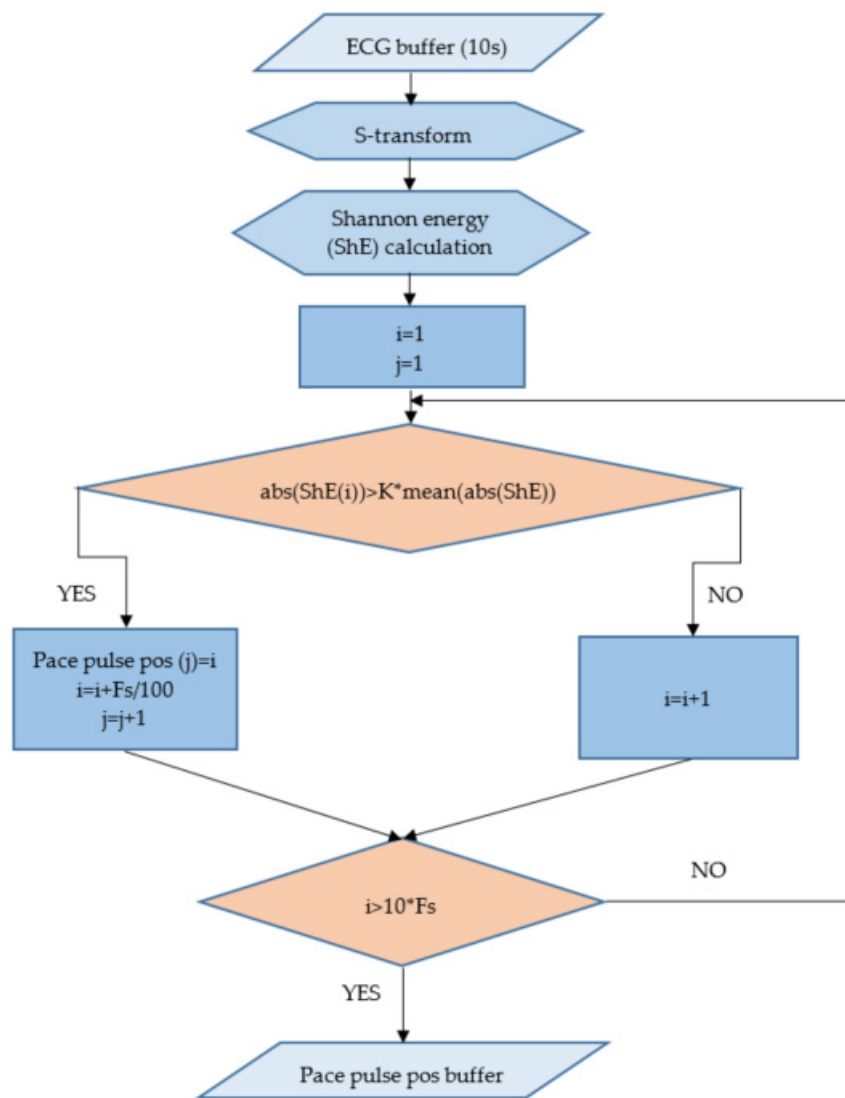 ECG buffer (10s)
S-transform
Shannon energy
(ShE) calculation
i=1
j=1
abs(ShE(i))>K*mean(abs(ShE))
YES
NO
Pace pulse pos (j)=i
i=i+Fs/100
j=j+1
i=i+1
i>10*Fs
NO
YES
Pace pulse pos buffer